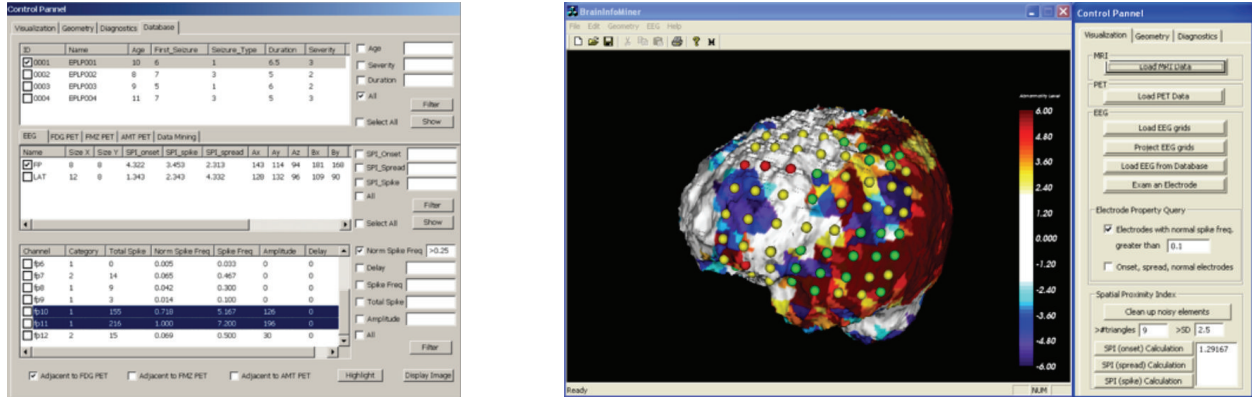 Control Pannel
Visualization Geometry Diagnostics Database
ID Name Age First_Seizure Seizure_Type Duration Severity
0001 EPLP001 10 6 1 6.5 3
0002 EPLP002 8 7 3 5 2
0003 EPLP003 9 5 1 6 2
0004 EPLP004 11 7 3 5 3
Age
Severity
Duration
All
Filter
Select All Show
EEG FDG PET FMZ PET AMT PET Data Mining
Name Size X Size Y SPI_onset SPI_spike SPI_spread Ax Ay Az Bx By
FP 8 8 4.322 3.453 2.313 143 114 94 181 168
LAT 12 8 1.343 2.343 4.332 128 132 96 109 90
SPI_Onset
SPI_Spread
SPI_Spike
All
Filter
Select All Show
Channel Category Total Spike Norm Spike Freq Spike Freq Amplitude Delay
fp6 1 0 0.005 0.033 0 0
fp7 2 14 0.065 0.467 0 0
fp8 1 9 0.042 0.300 0 0
fp9 1 3 0.014 0.100 0 0
fp10 1 155 0.718 5.167 126 0
fp11 1 216 1.000 7.200 196 0
fp12 2 15 0.069 0.500 30 0
Norm Spike Freq >0.25
Delay
Spike Freq
Total Spike
Amplitude
All
Filter
Adjacent to FDG PET Adjacent to FMZ PET Adjacent to AMT PET Highlight Display Image
BrainInfoMiner
File Edit Geometry EEG Help
Abnormality Level
6.00
4.80
3.60
2.40
1.20
0.000
-1.20
-2.40
-3.60
-4.80
-6.00
Ready NUM
Control Pannel
Visualization Geometry Diagnostics
MRI
Load MRI Data
PET
Load PET Data
EEG
Load EEG grids
Project EEG grids
Load EEG from Database
Exam an Electrode
Electrode Property Query
Electrodes with normal spike freq.
greater than 0.1
Onset, spread, normal electrodes
Spatial Proximity Index
Clean up noisy elements
>#triangles 9 >SD 2.5
SPI (onset) Calculation 1.29167
SPI (spread) Calculation
SPI (spike) Calculation